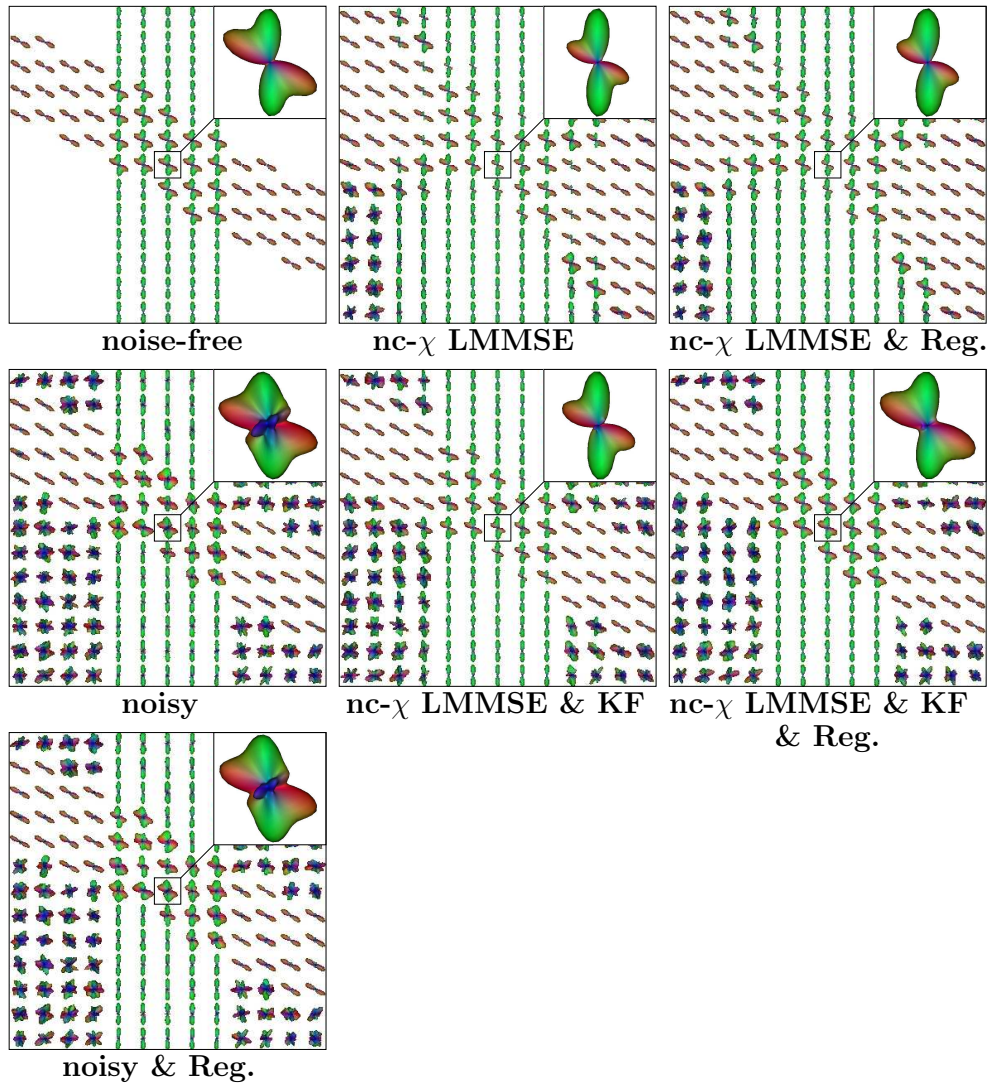 noise-free
nc-χ LMMSE
nc-χ LMMSE & Reg.
noisy
nc-χ LMMSE & KF
nc-χ LMMSE & KF
& Reg.
noisy & Reg.